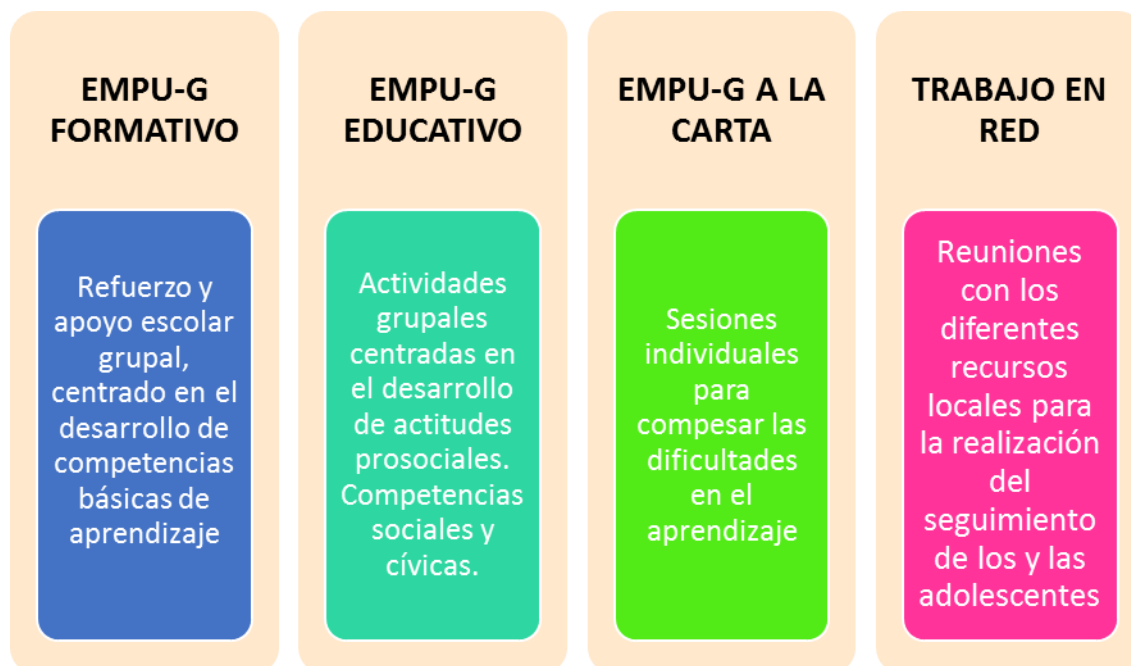 EMPU-G
FORMATIVO
Refuerzo y
apoyo escolar
grupal,
centrado en el
desarrollo de
competencias
básicas de
aprendizaje
EMPU-G
EDUCATIVO
Actividades
grupales
centradas en
el desarrollo
de actitudes
prosociales.
Competencias
sociales y
cívicas.
EMPU-G A LA
CARTA
Sesiones
individuales
para
compesar las
dificultades
en el
aprendizaje
TRABAJO EN
RED
Reuniones
con los
diferentes
recursos
locales para
la realización
del
seguimiento
de los y las
adolescentes